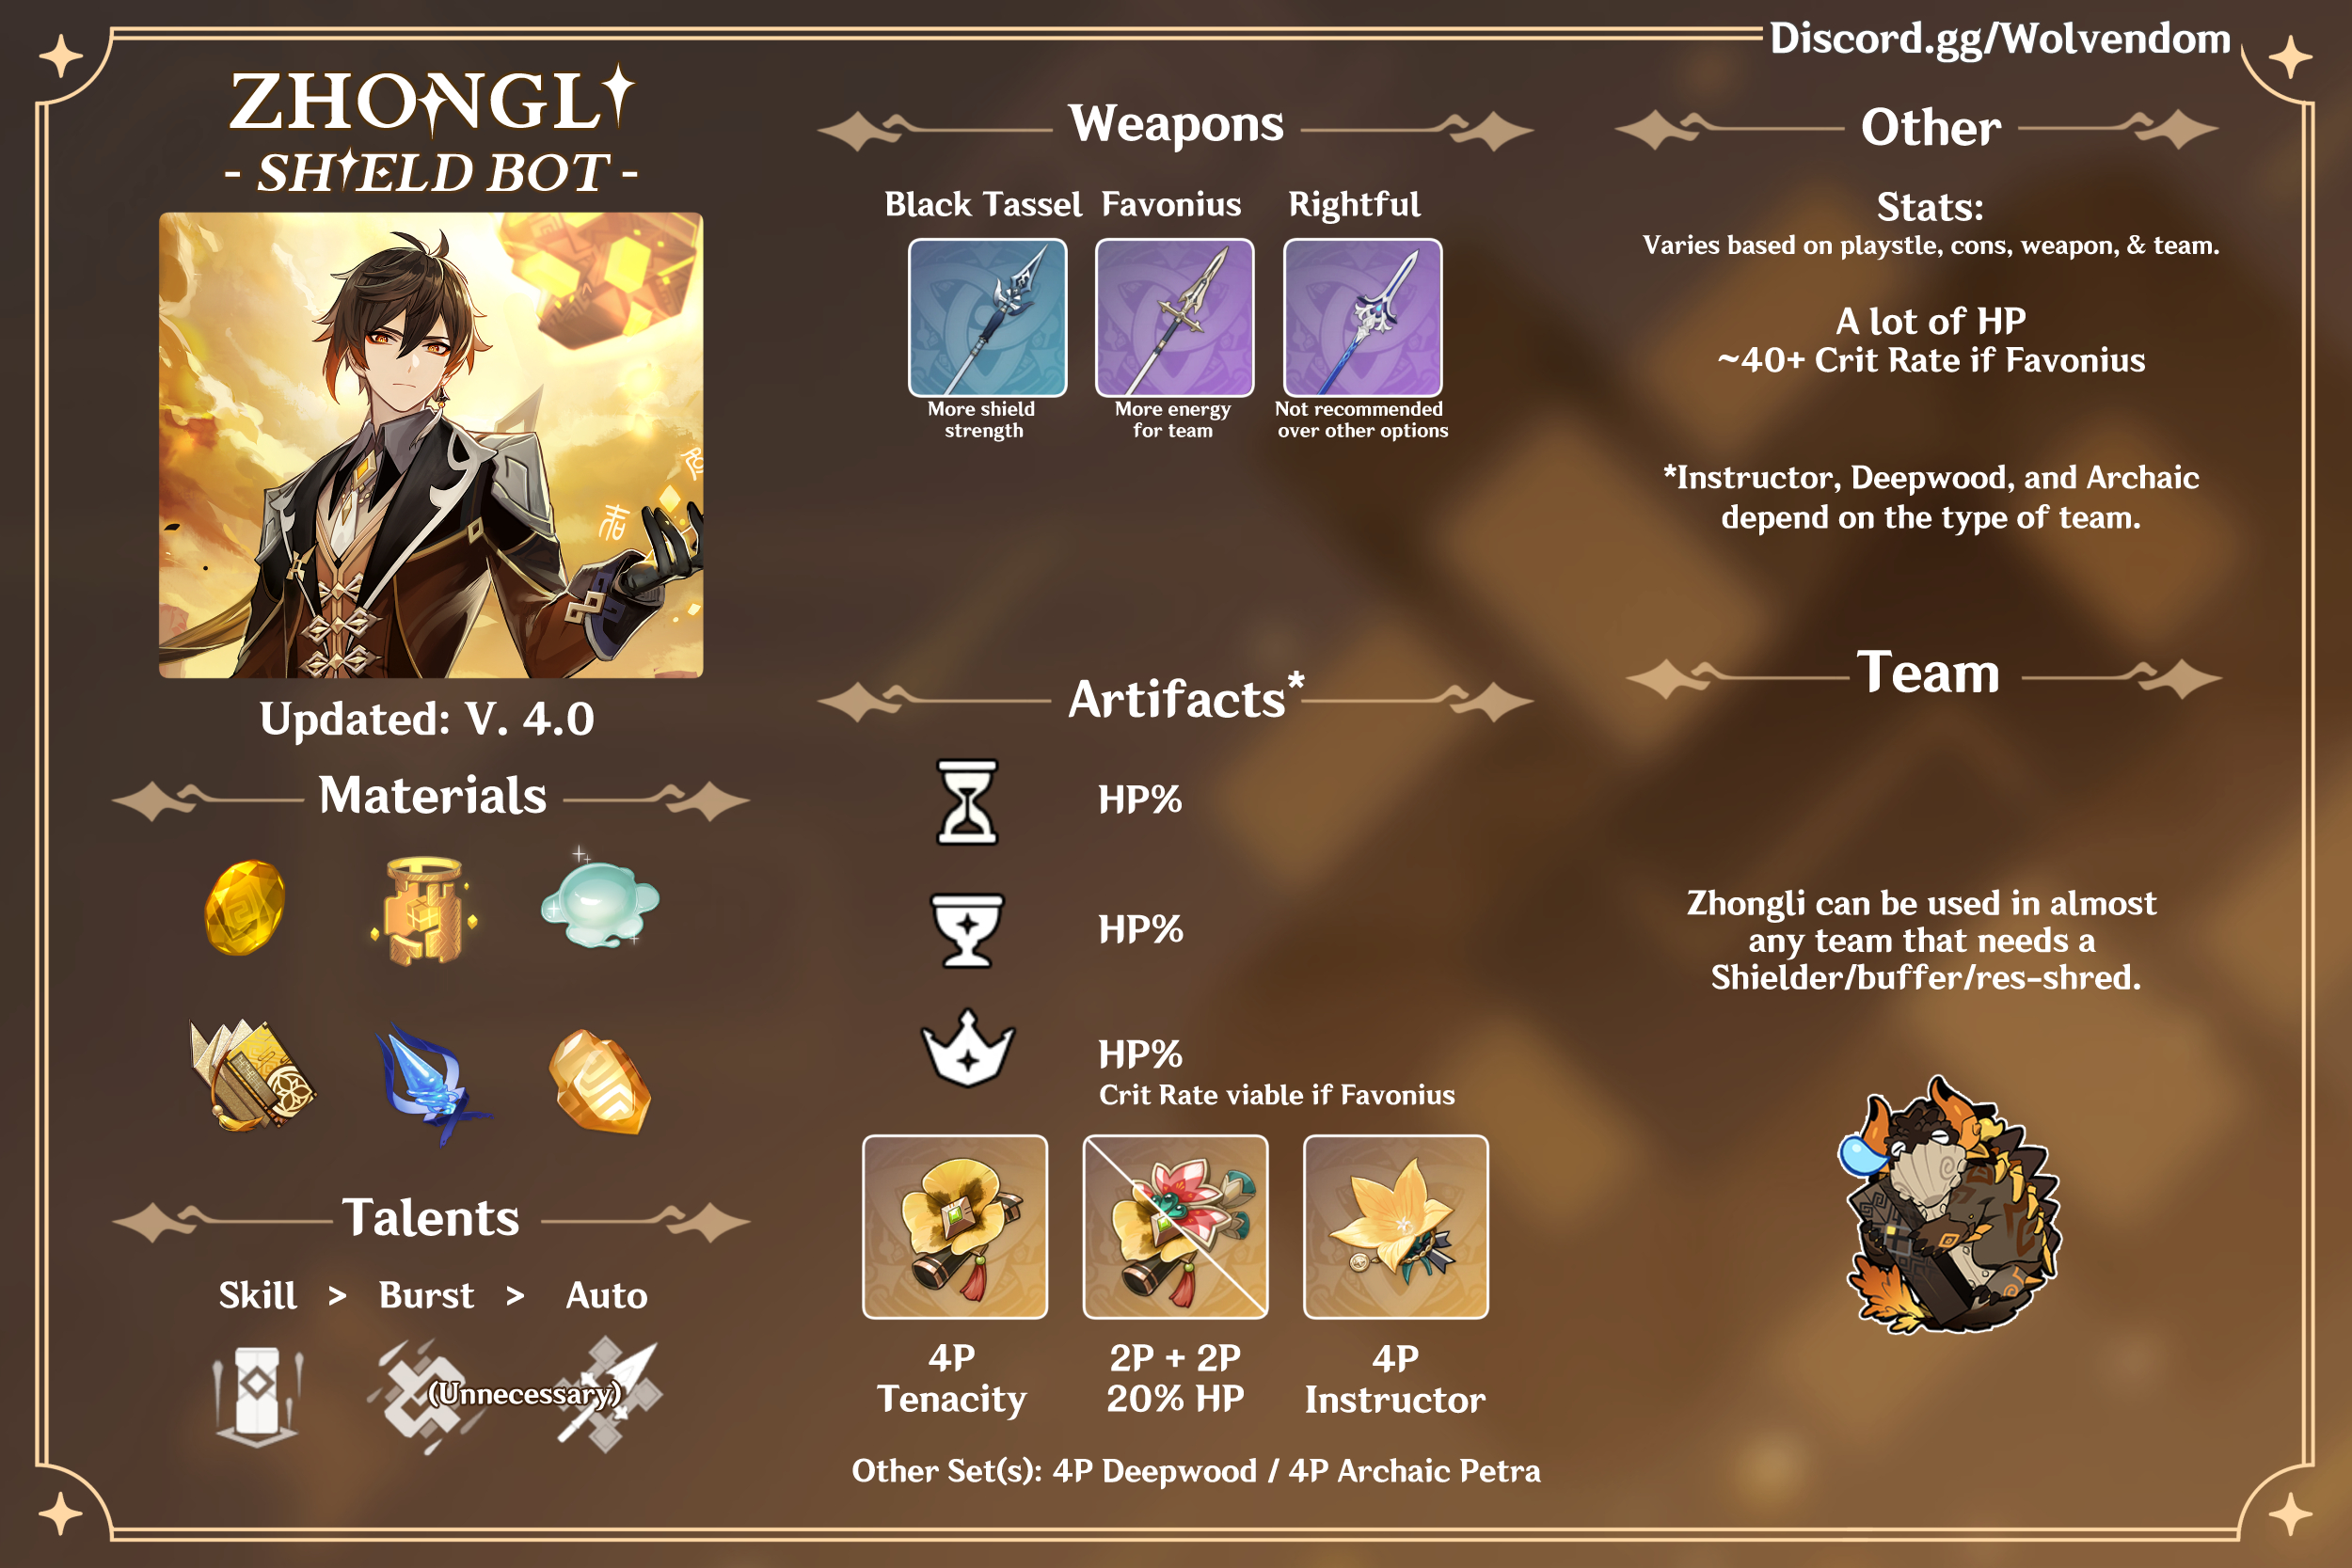 Discord.gg/Wolvendom
ZHONGLI
- SHIELD BOT -
Updated: V. 4.0
Materials
Talents
Skill > Burst > Auto
(Unnecessary)
Weapons
Black Tassel Favonius Rightful
More shield
strength
More energy
for team
Not recommended
over other options
Artifacts*
HP%
HP%
HP%
Crit Rate viable if Favonius
4P
Tenacity
2P + 2P
20% HP
4P
Instructor
Other Set(s): 4P Deepwood / 4P Archaic Petra
Other
Stats:
Varies based on playstle, cons, weapon, & team.
A lot of HP
~40+ Crit Rate if Favonius
*Instructor, Deepwood, and Archaic
depend on the type of team.
Team
Zhongli can be used in almost
any team that needs a
Shielder/buffer/res-shred.